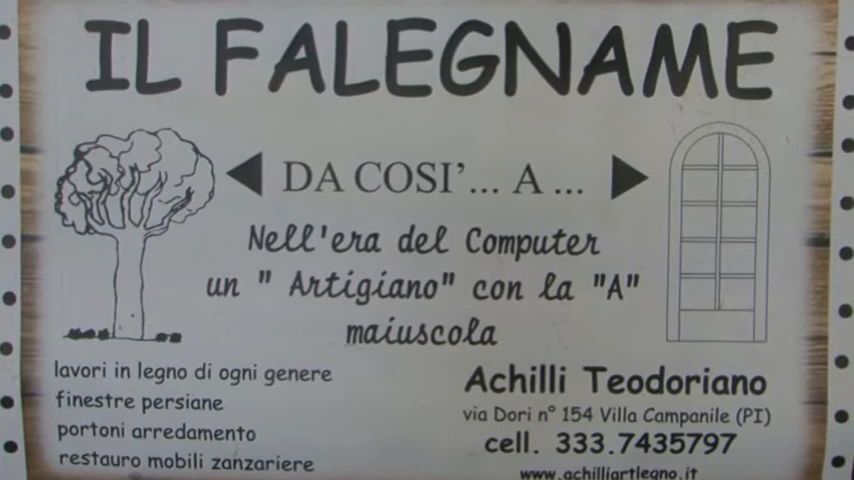 IL FALEGNAME
DA COSI'... A ...
Nell'era del Computer
un " Artigiano" con la "A"
maiuscola
lavori in legno di ogni genere
finestre persiane
portoni arredamento
restauro mobili zanzariere
Achilli Teodoriano
via Dori n° 154 Villa Campanile (PI)
cell. 333.7435797
www.achilliartlegno.it